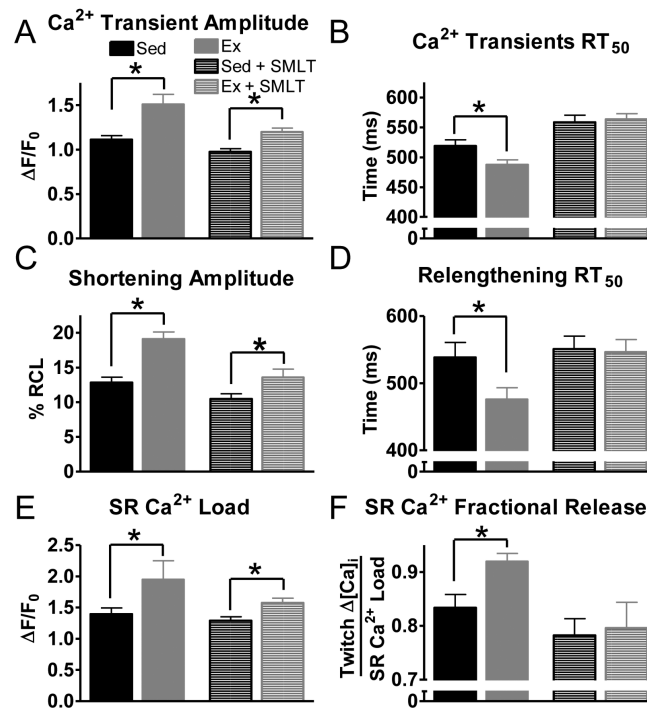 A
Ca2+ Transient Amplitude
Sed
Ex
Sed + SMLT
Ex + SMLT
*
*
ΔF/F0
1.5
1.0
0.5
0.0
B
Ca2+ Transients RT50
*
Time (ms)
600
550
500
450
400
0
C
Shortening Amplitude
*
*
% RCL
20
15
10
5
0
D
Relengthening RT50
*
Time (ms)
600
500
400
0
E
SR Ca2+ Load
*
*
ΔF/F0
2.5
2.0
1.5
1.0
0.5
0.0
F
SR Ca2+ Fractional Release
*
Twitch Δ[Ca]i
SR Ca2+ Load
0.9
0.8
0.7
0